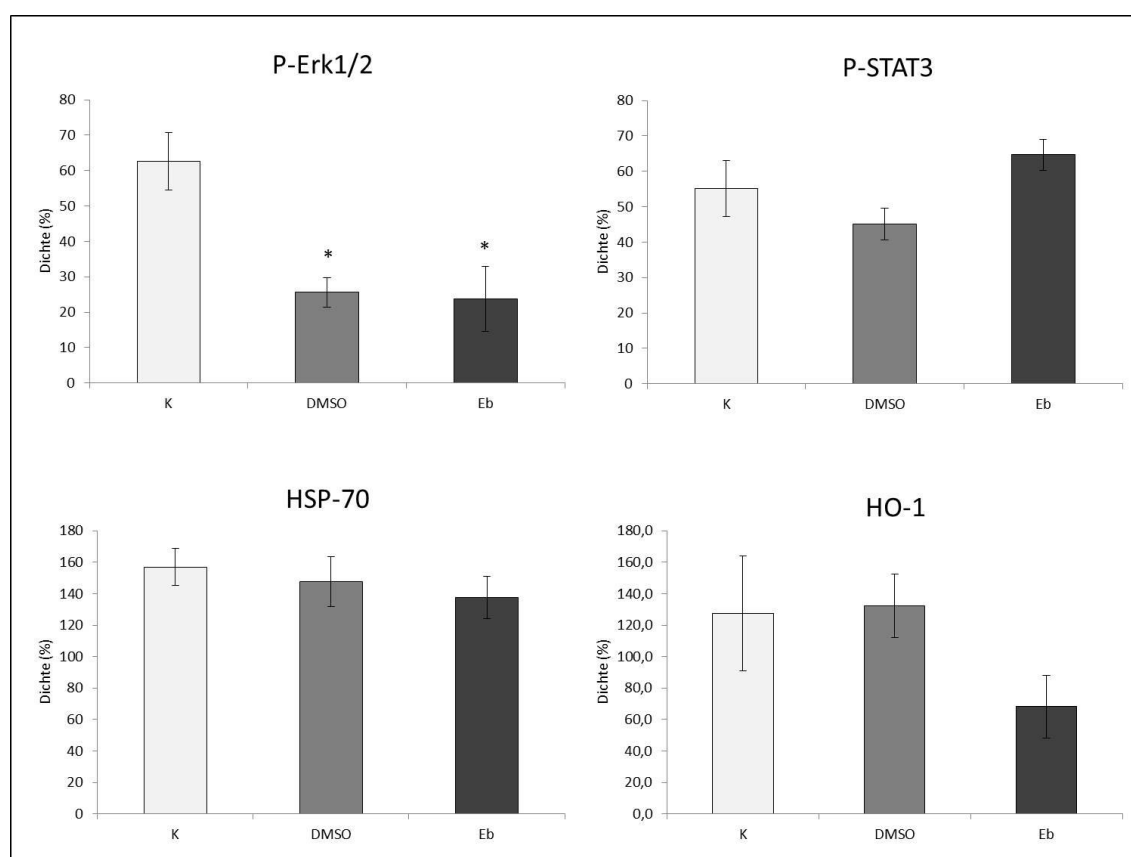 P-Erk1/2
Dichte (%)
80
70
60
50
40
30
20
10
0
*
*
K
DMSO
Eb
P-STAT3
Dichte (%)
80
70
60
50
40
30
20
10
0
K
DMSO
Eb
HSP-70
Dichte (%)
180
160
140
120
100
80
60
40
20
0
K
DMSO
Eb
HO-1
Dichte (%)
180,0
160,0
140,0
120,0
100,0
80,0
60,0
40,0
20,0
0,0
K
DMSO
Eb